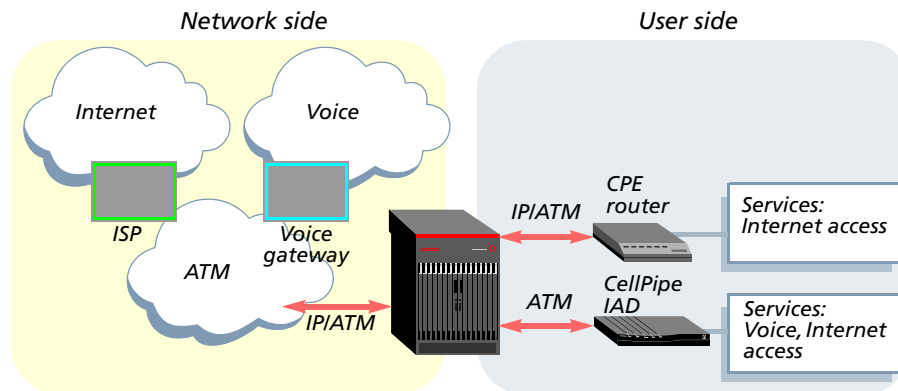 Network side
User side
Internet
Voice
ISP
Voice
gateway
ATM
IP/ATM
IP/ATM
CPE
router
Services:
Internet access
ATM
CellPipe
IAD
Services:
Voice, Internet
access